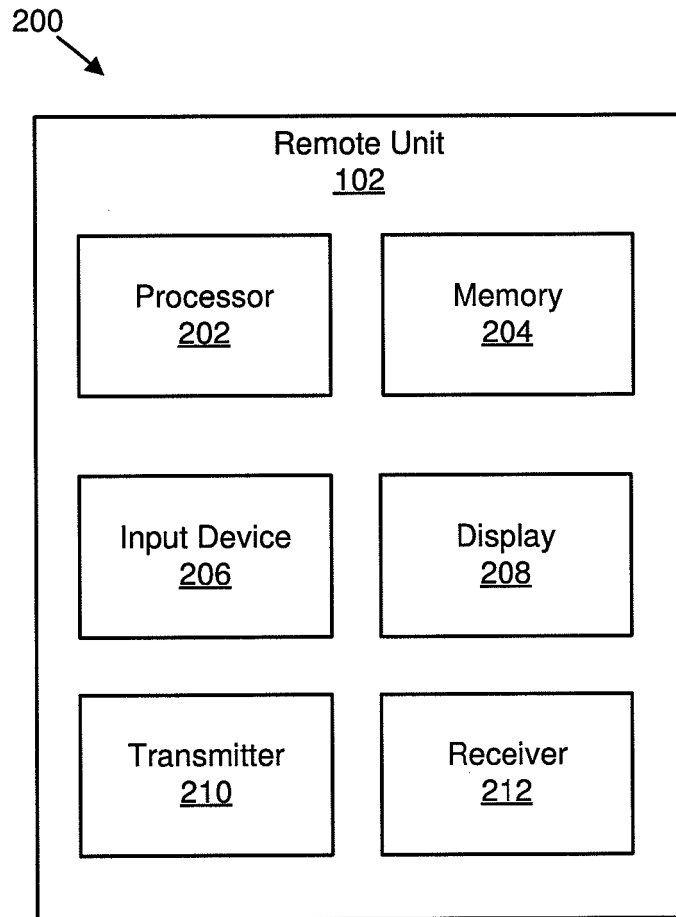 200
Remote Unit
102
Processor
202
Memory
204
Input Device
206
Display
208
Transmitter
210
Receiver
212